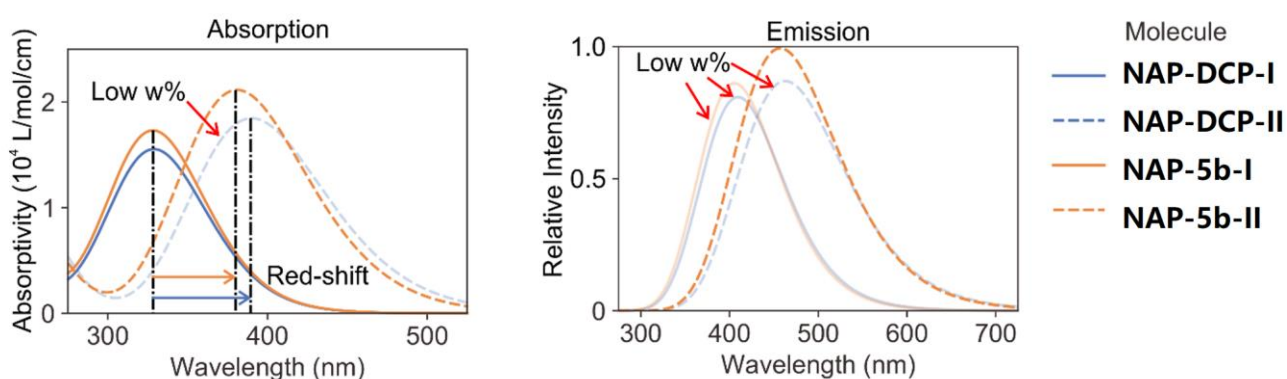 Absorption
Absorptivity (10⁴ L/mol/cm)
2
1
0
Low w%
Red-shift
300
400
500
Wavelength (nm)
Emission
Relative Intensity
1.0
0.5
0
Low w%
300
400
500
600
700
Wavelength (nm)
Molecule
NAP-DCP-I
NAP-DCP-II
NAP-5b-I
NAP-5b-II